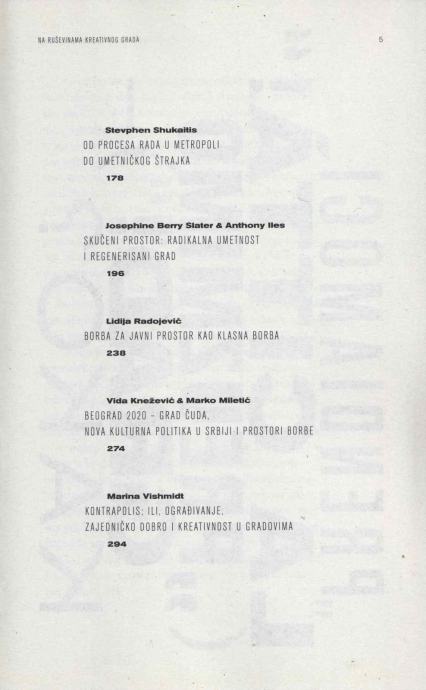 NA RUŠEVINAMA KREATIVNOG GRADA 5
Stevphen Shukaitis
OD PROCESA RADA U METROPOLI
DO UMETNIČKOG ŠTRAJKA
178
Josephine Berry Slater & Anthony Iles
SKUČENI PROSTOR: RADIKALNA UMETNOST
I REGENERISANI GRAD
196
Lidija Radojević
BORBA ZA JAVNI PROSTOR KAO KLASNA BORBA
238
Vida Knežević & Marko Miletić
BEOGRAD 2020 – GRAD ČUDA,
NOVA KULTURNA POLITIKA U SRBIJI I PROSTORI BORBE
274
Marina Vishmidt
KONTRAPOLIS; ILI, OGRAĐIVANJE,
ZAJEDNIČKO DOBRO I KREATIVNOST U GRADOVIMA
294